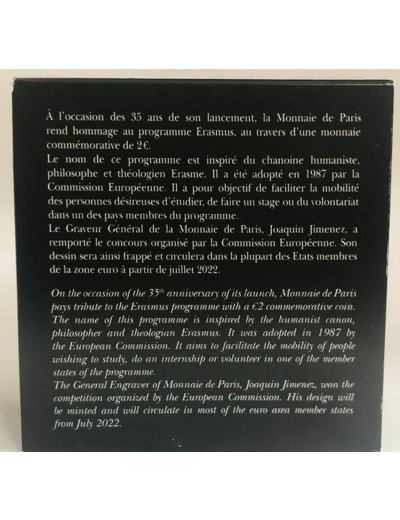 À l'occasion des 35 ans de son lancement, la Monnaie de Paris
rend hommage au programme Erasmus, au travers d'une monnaie
commémorative de 2€.
Le nom de ce programme est inspiré du chanoine humaniste,
philosophe et théologien Erasme. Il a été adopté en 1987 par la
Commission Européenne. Il a pour objectif de faciliter la mobilité
des personnes désireuses d'étudier, de faire un stage ou du volontariat
dans un des pays membres du programme.
Le Graveur Général de la Monnaie de Paris, Joaquin Jimenez, a
remporté le concours organisé par la Commission Européenne. Son
dessin sera ainsi frappé et circulera dans la plupart des Etats membres
de la zone euro à partir de juillet 2022.
On the occasion of the 35th anniversary of its launch, Monnaie de Paris
pays tribute to the Erasmus programme with a €2 commemorative coin.
The name of this programme is inspired by the humanist canon,
philosopher and theologian Erasmus. It was adopted in 1987 by
the European Commission. It aims to facilitate the mobility of people
wishing to study, do an internship or volunteer in one of the member
states of the programme.
The General Engraver of Monnaie de Paris, Joaquin Jimenez, won the
competition organized by the European Commission. His design will
be minted and will circulate in most of the euro area member states
from July 2022.